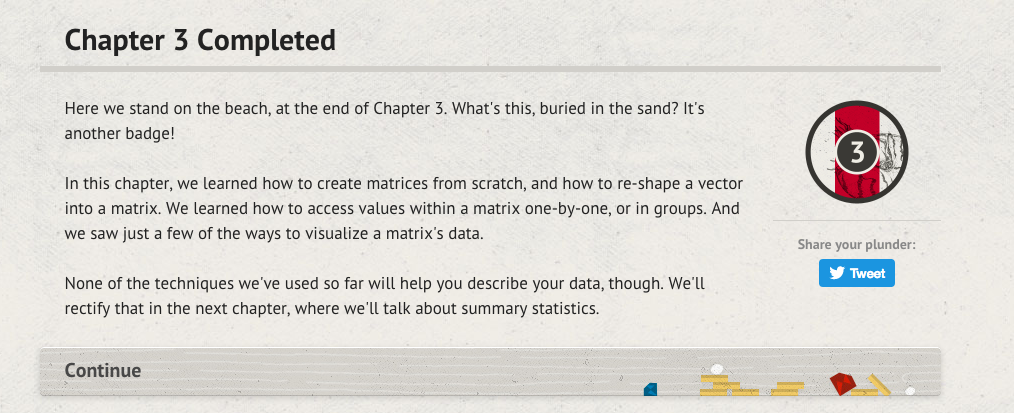 Chapter 3 Completed
Here we stand on the beach, at the end of Chapter 3. What's this, buried in the sand? It's
another badge!
In this chapter, we learned how to create matrices from scratch, and how to re-shape a vector
into a matrix. We learned how to access values within a matrix one-by-one, or in groups. And
we saw just a few of the ways to visualize a matrix's data.
None of the techniques we've used so far will help you describe your data, though. We'll
rectify that in the next chapter, where we'll talk about summary statistics.
3
Share your plunder:
Tweet
Continue